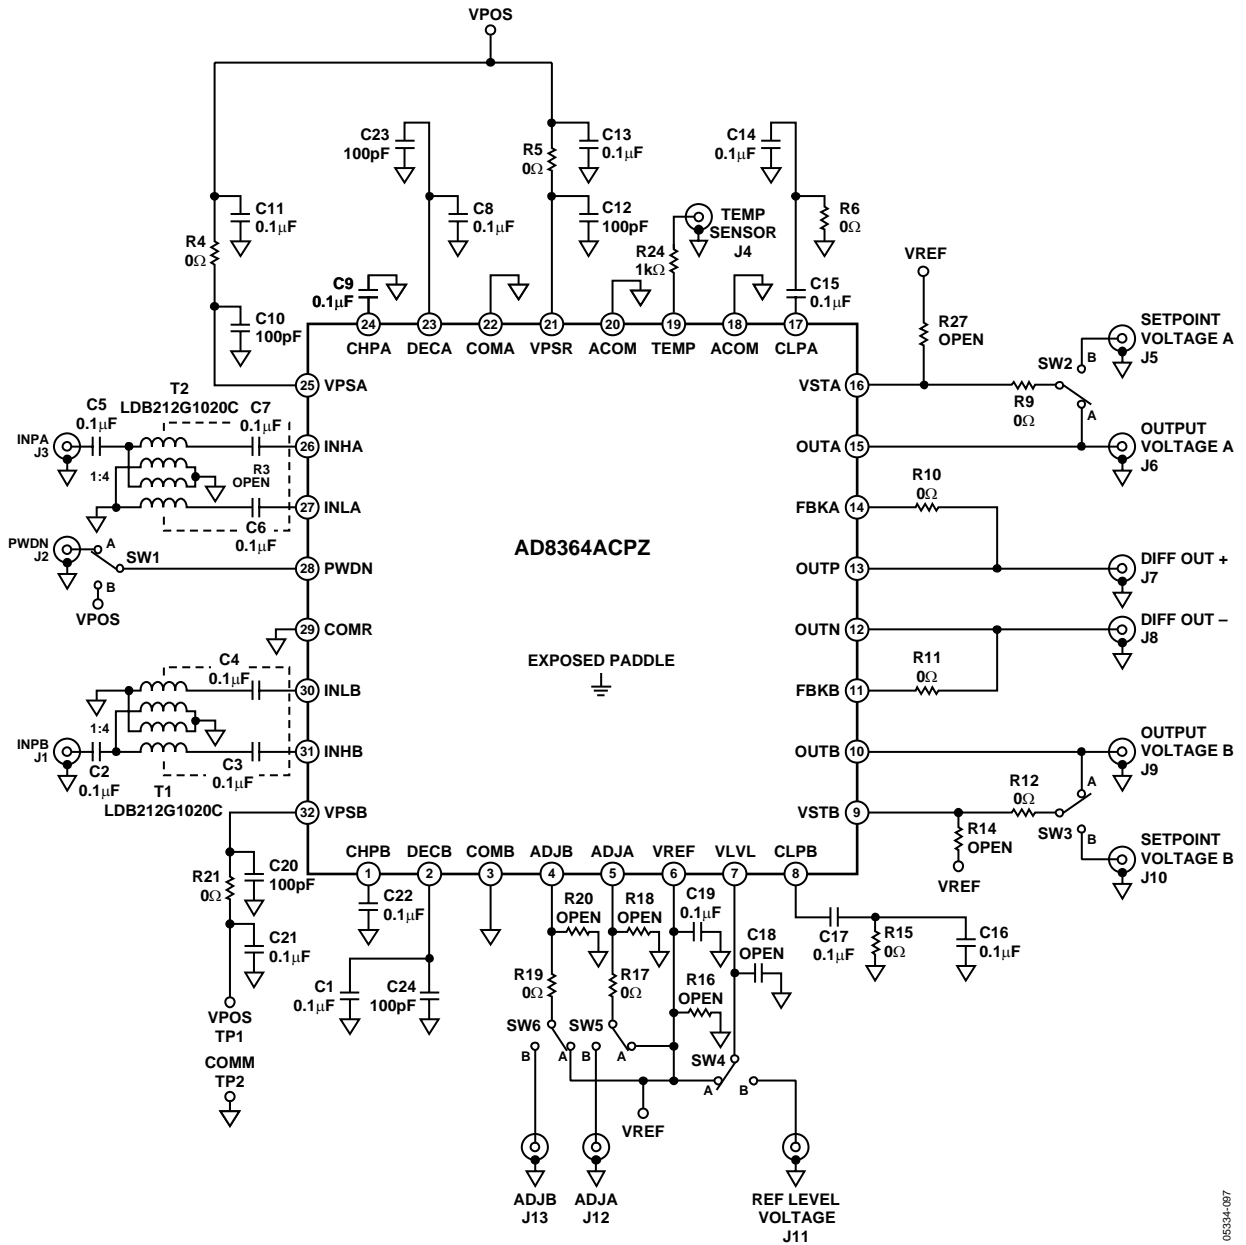 VPOS
C23
100pF
C13
0.1µF
R5
0Ω
C14
0.1µF
C11
0.1µF
R4
0Ω
C8
0.1µF
C12
100pF
TEMP
SENSOR
J4
R6
0Ω
R24
1kΩ
VREF
C10
100pF
C9
0.1µF
C15
0.1µF
R27
OPEN
SETPOINT
VOLTAGE A
J5
SW2
B
A
24
23
22
21
20
19
18
17
CHPA
DECA
COMA
VPSR
ACOM
TEMP
ACOM
CLPA
25
VPSA
VSTA
16
R9
0Ω
T2
LDB212G1020C
C5
0.1µF
C7
0.1µF
INPA
J3
26
INHA
OUTA
15
OUTPUT
VOLTAGE A
J6
1:4
R3
OPEN
R10
0Ω
27
INLA
FBKA
14
C6
0.1µF
PWDN
J2
A
SW1
B
VPOS
28
PWDN
AD8364ACPZ
OUTP
13
DIFF OUT +
J7
29
COMR
OUTN
12
DIFF OUT –
J8
EXPOSED PADDLE
C4
0.1µF
R11
0Ω
30
INLB
FBKB
11
1:4
INPB
J1
C2
0.1µF
C3
0.1µF
31
INHB
OUTB
10
OUTPUT
VOLTAGE B
J9
T1
LDB212G1020C
R12
0Ω
A
SW3
B
32
VPSB
VSTB
9
R14
OPEN
VREF
SETPOINT
VOLTAGE B
J10
CHPB
DECB
COMB
ADJB
ADJA
VREF
VLVL
CLPB
1
2
3
4
5
6
7
8
C20
100pF
R21
0Ω
C22
0.1µF
R20
OPEN
R18
OPEN
C19
0.1µF
C21
0.1µF
C18
OPEN
C17
0.1µF
R15
0Ω
C16
0.1µF
C1
0.1µF
C24
100pF
R19
0Ω
R17
0Ω
R16
OPEN
VPOS
TP1
SW6
SW5
SW4
B
A
B
A
A
B
COMM
TP2
VREF
ADJB
J13
ADJA
J12
REF LEVEL
VOLTAGE
J11
05334-097